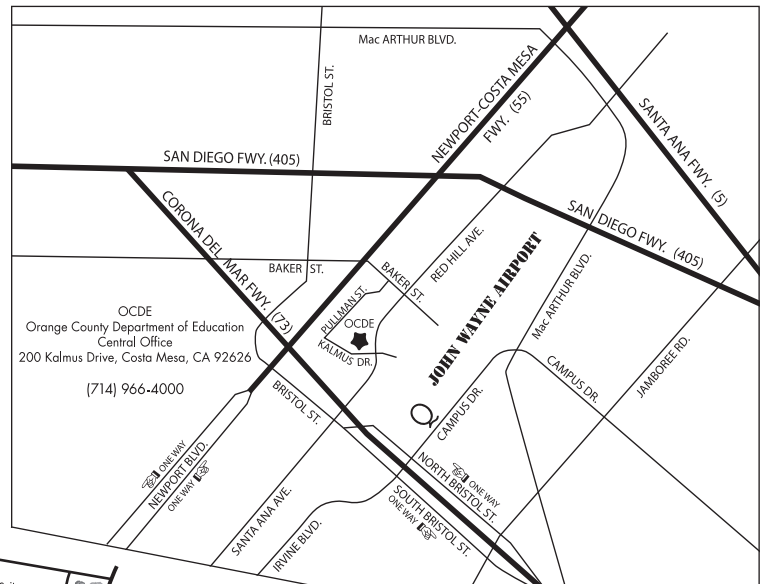 Mac ARTHUR BLVD.
BRISTOL ST.
NEWPORT-COSTA MESA
FWY. (55)
SANTA ANA FWY. (5)
SAN DIEGO FWY. (405)
CORONA DEL MAR FWY. (73)
SAN DIEGO FWY. (405)
RED HILL AVE.
BAKER ST.
BAKER ST.
JOHN WAYNE AIRPORT
Mac ARTHUR BLVD.
PULLMAN ST.
OCDE
KALMUS DR.
OCDE
Orange County Department of Education
Central Office
200 Kalmus Drive, Costa Mesa, CA 92626
(714) 966-4000
JAMBOREE RD.
CAMPUS DR.
CAMPUS DR.
BRISTOL ST.
ONE WAY
NEWPORT BLVD.
ONE WAY
NORTH BRISTOL ST.
ONE WAY
SOUTH BRISTOL ST.
ONE WAY
SANTA ANA AVE.
IRVINE BLVD.